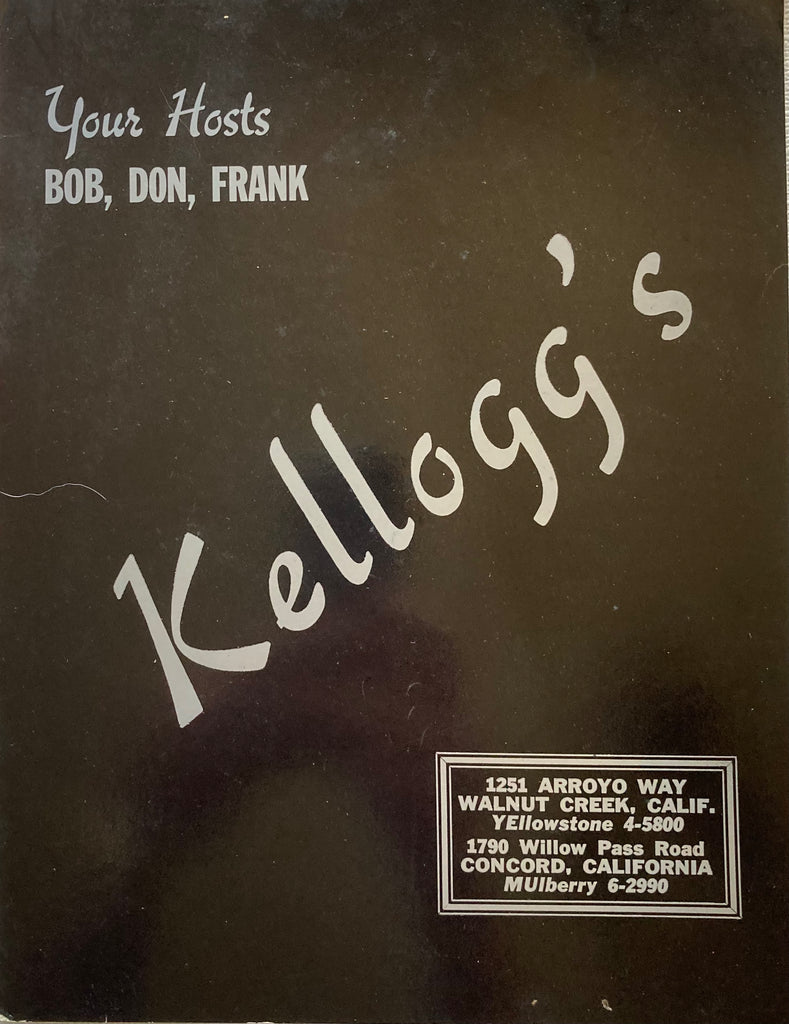 Your Hosts
BOB, DON, FRANK
Kellogg's
1251 ARROYO WAY
WALNUT CREEK, CALIF.
YEllowstone 4-5800
1790 Willow Pass Road
CONCORD, CALIFORNIA
MUlberry 6-2990